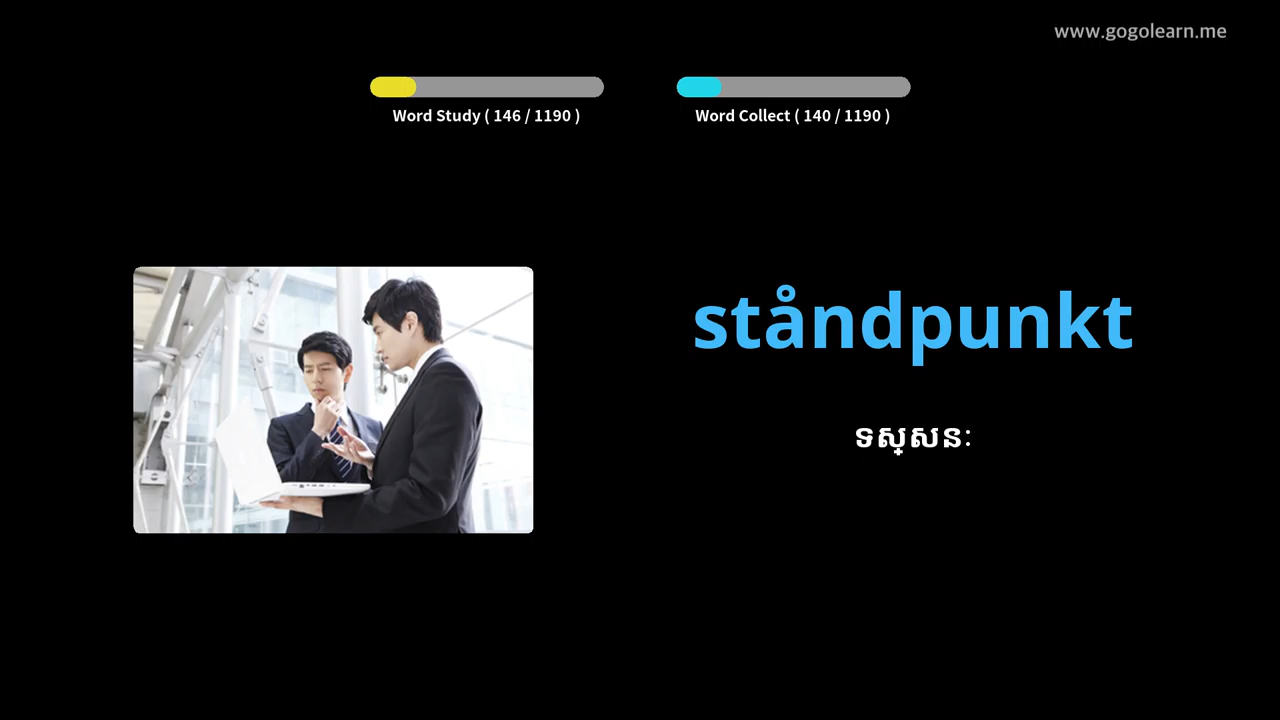 www.gogolearn.me
Word Study ( 146 / 1190 )
Word Collect ( 140 / 1190 )
ståndpunkt
ទស្សនៈ